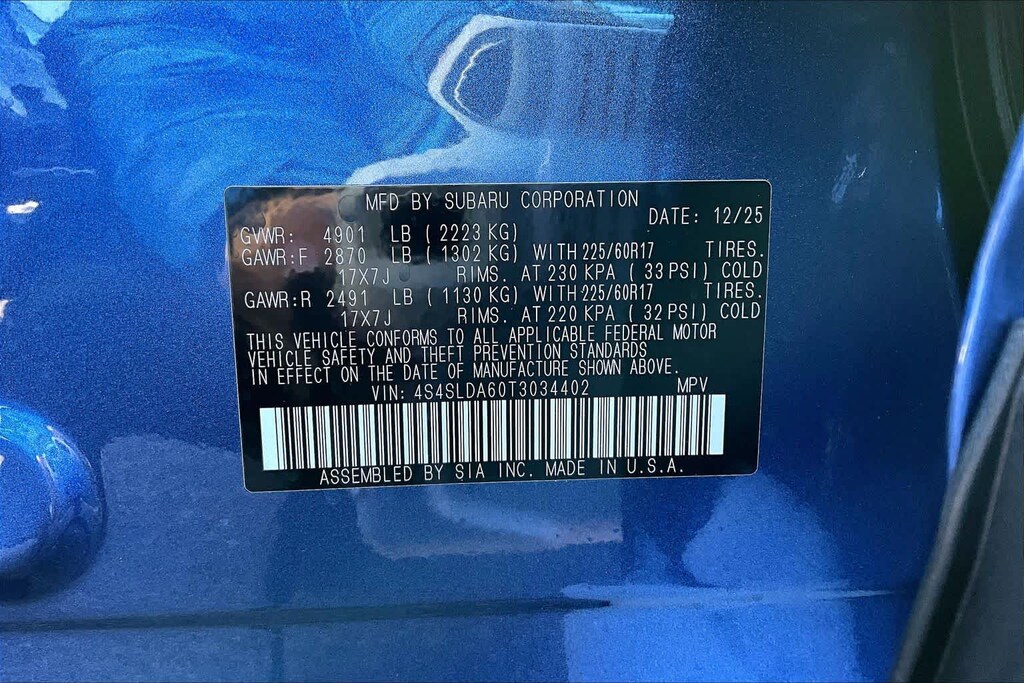 MFD BY SUBARU CORPORATION
DATE: 12/25
GVWR: 4901 LB (2223 KG)
GAWR:F 2870 LB (1302 KG) WITH 225/60R17 TIRES.
17X7J RIMS. AT 230 KPA (33 PSI) COLD
GAWR:R 2491 LB (1130 KG) WITH 225/60R17 TIRES.
17X7J RIMS. AT 220 KPA (32 PSI) COLD
THIS VEHICLE CONFORMS TO ALL APPLICABLE FEDERAL MOTOR
VEHICLE SAFETY AND THEFT PREVENTION STANDARDS
IN EFFECT ON THE DATE OF MANUFACTURE SHOWN ABOVE.
VIN: 4S4SLDA60T3034402 MPV
ASSEMBLED BY SIA INC. MADE IN U.S.A.